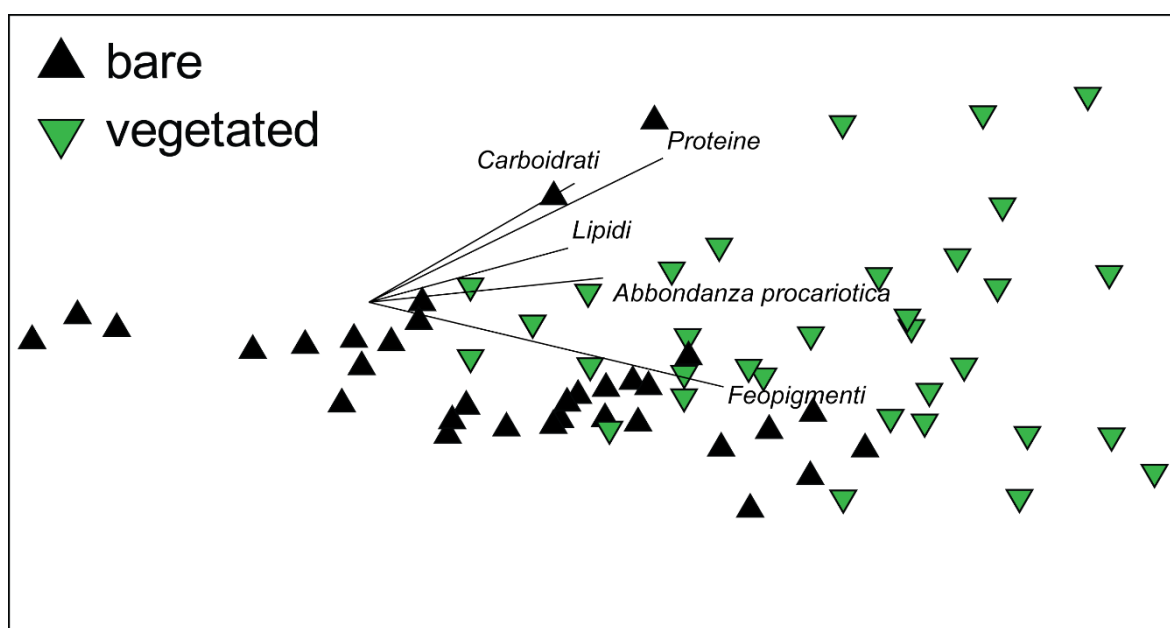 bare
vegetated
Proteine
Carboidrati
Lipidi
Abbondanza procariotica
Feopigmenti